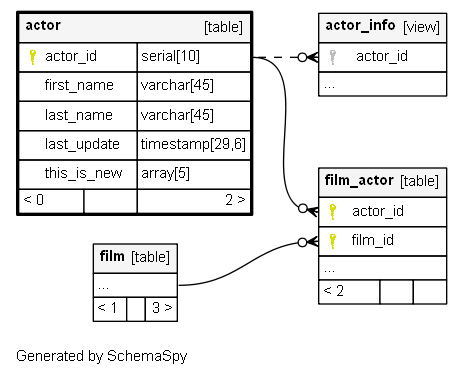 actor [table]
actor_id serial[10]
first_name varchar[45]
last_name varchar[45]
last_update timestamp[29,6]
this_is_new array[5]
< 0 2 >
actor_info [view]
actor_id
...
film_actor [table]
actor_id
film_id
...
< 2
film [table]
...
< 1 3 >
Generated by SchemaSpy